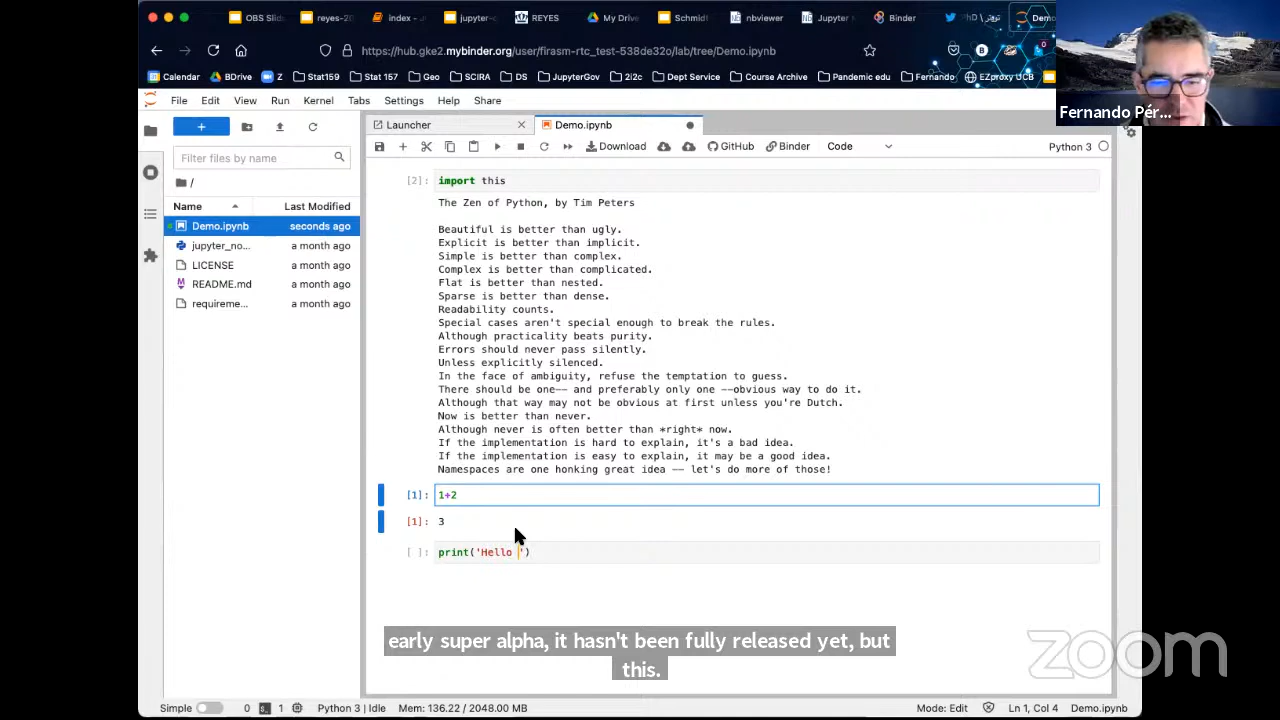 OBS Slid
reyes-20
index -
jupyter-c
REYES
My Drive
Schmidt
nbviewer
Jupyter
Binder
Demo
https://hub.gke2.mybinder.org/user/firasm-rtc_test-538de32o/lab/tree/Demo.ipynb
Calendar BDrive Z Stat159 Stat 157 Geo SCIRA DS JupyterGov 2i2c Dept Service Course Archive Pandemic edu Fernando EZproxy UCB
Fernando Pér...
File Edit View Run Kernel Tabs Settings Help Share
Launcher
Demo.ipynb
Download GitHub Binder Code Python 3
Filter files by name
/
Name Last Modified
Demo.ipynb seconds ago
jupyter_no... a month ago
LICENSE a month ago
README.md a month ago
requireme... a month ago
[2]: import this
The Zen of Python, by Tim Peters
Beautiful is better than ugly.
Explicit is better than implicit.
Simple is better than complex.
Complex is better than complicated.
Flat is better than nested.
Sparse is better than dense.
Readability counts.
Special cases aren't special enough to break the rules.
Although practicality beats purity.
Errors should never pass silently.
Unless explicitly silenced.
In the face of ambiguity, refuse the temptation to guess.
There should be one-- and preferably only one --obvious way to do it.
Although that way may not be obvious at first unless you're Dutch.
Now is better than never.
Although never is often better than *right* now.
If the implementation is hard to explain, it's a bad idea.
If the implementation is easy to explain, it may be a good idea.
Namespaces are one honking great idea -- let's do more of those!
[1]: 1+2
[1]: 3
[ ]: print('Hello ')
early super alpha, it hasn't been fully released yet, but
this.
zoom
Simple 0 1 Python 3 | Idle Mem: 136.22 / 2048.00 MB Mode: Edit Ln 1, Col 4 Demo.ipynb